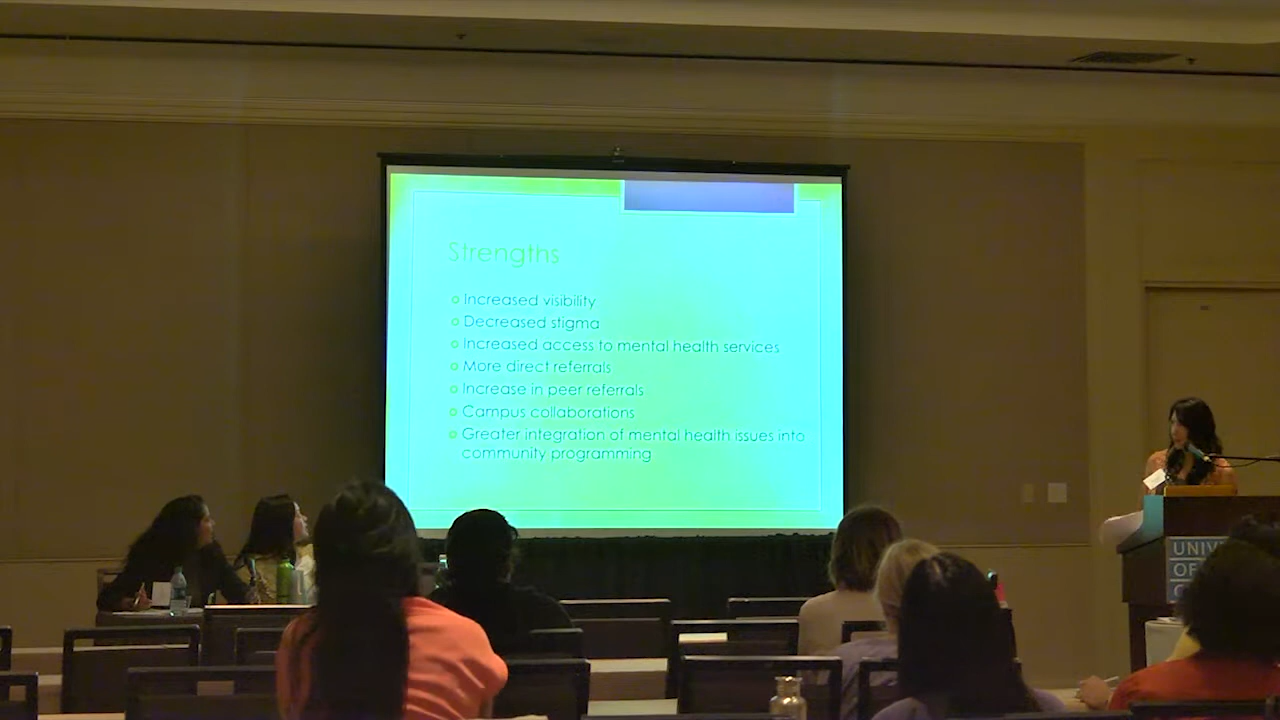 Strengths
Increased visibility
Decreased stigma
Increased access to mental health services
More direct referrals
Increase in peer referrals
Campus collaborations
Greater integration of mental health issues into
community programming
OF